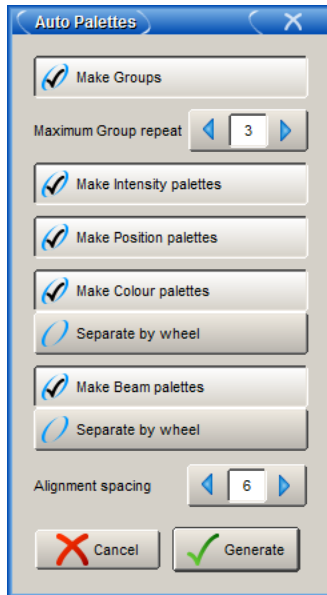 Auto Palettes
Make Groups
Maximum Group repeat 3
Make Intensity palettes
Make Position palettes
Make Colour palettes
Separate by wheel
Make Beam palettes
Separate by wheel
Alignment spacing 6
Cancel Generate